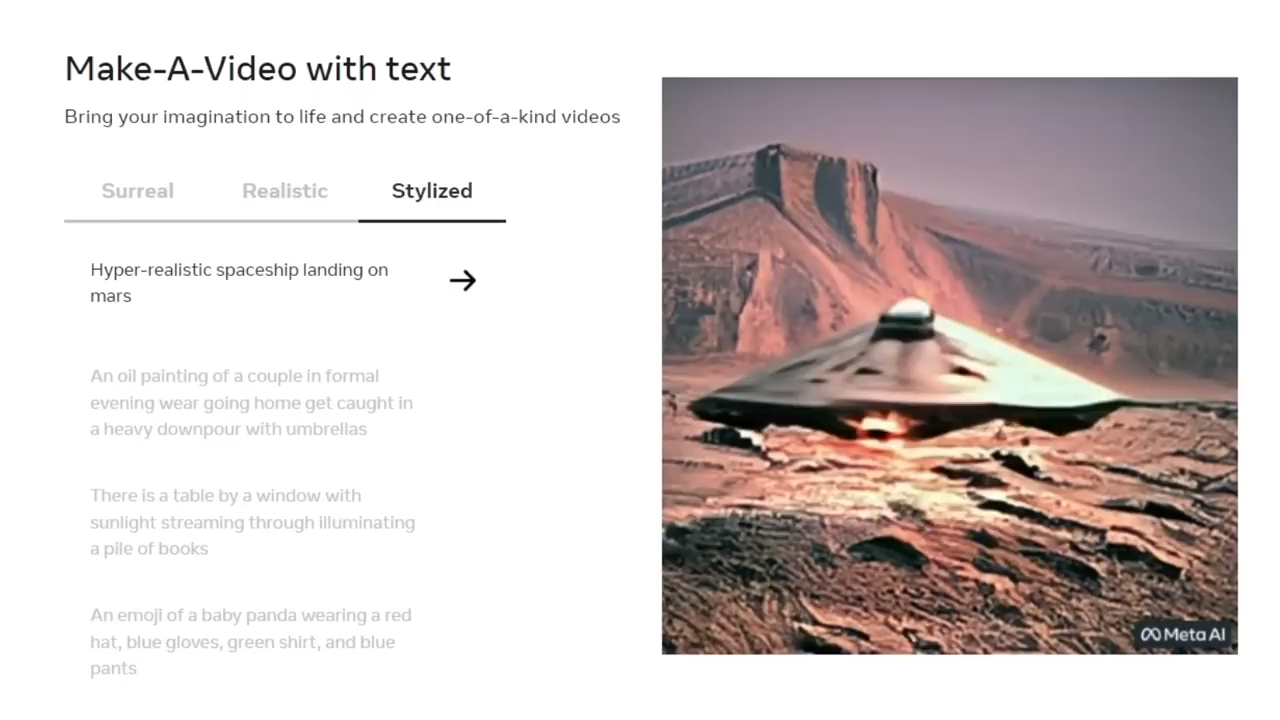 Make-A-Video with text
Bring your imagination to life and create one-of-a-kind videos
Surreal Realistic Stylized
Hyper-realistic spaceship landing on
mars
An oil painting of a couple in formal
evening wear going home get caught in
a heavy downpour with umbrellas
There is a table by a window with
sunlight streaming through illuminating
a pile of books
An emoji of a baby panda wearing a red
hat, blue gloves, green shirt, and blue
pants
Meta AI